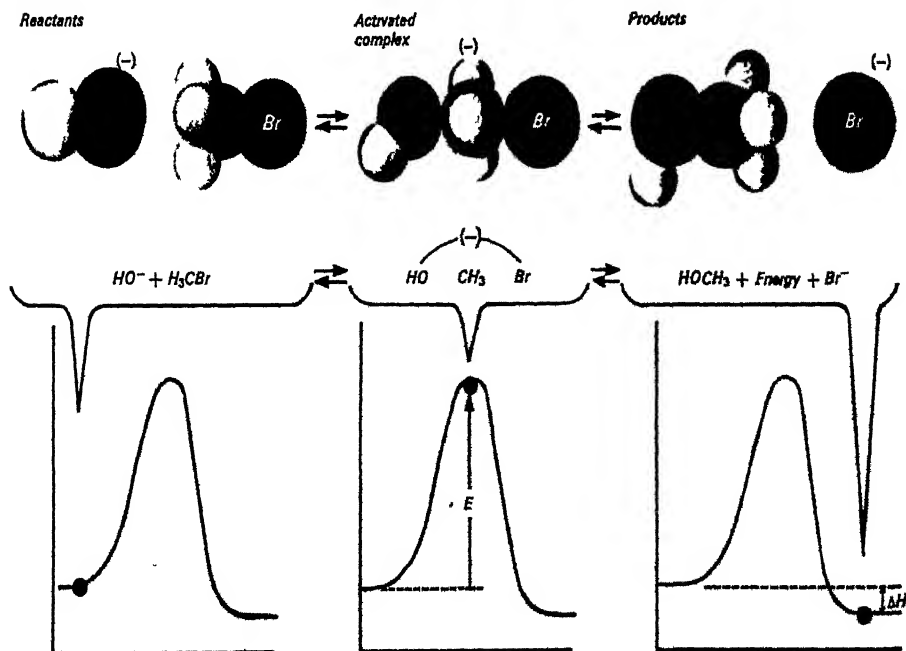 Reactants
Activated
complex
Products
(–)
(–)
(–)
Br
Br
Br
(–)
HO⁻ + H₃CBr
HO CH₃ Br
HOCH₃ + Energy + Br⁻
E
ΔH